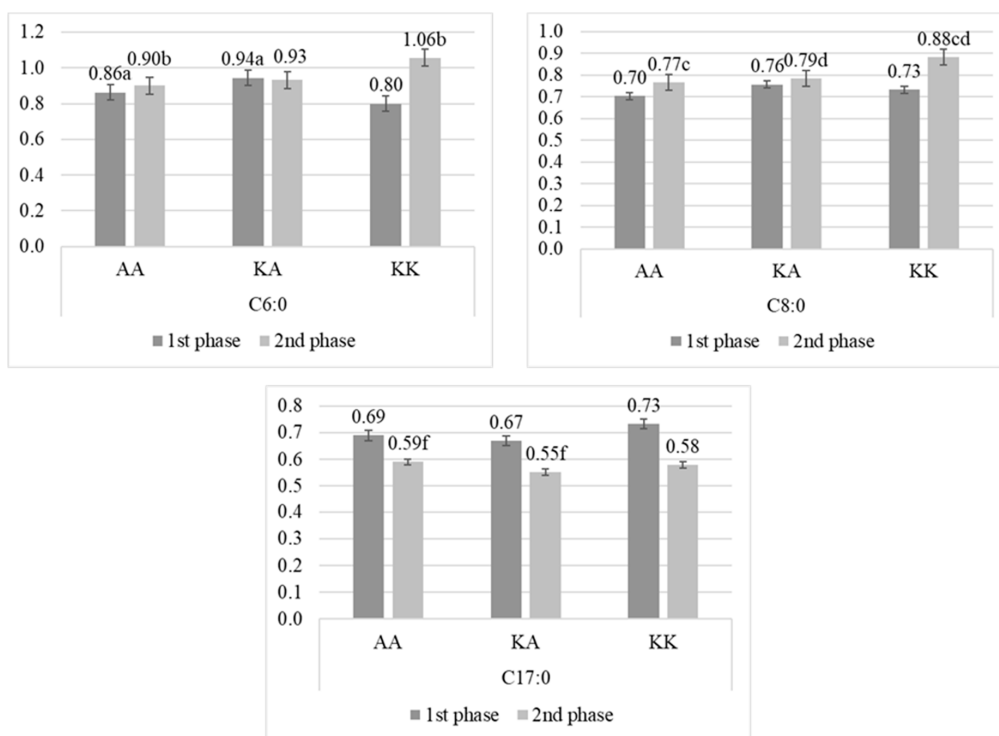 1.2
1.0
0.8
0.6
0.4
0.2
0.0
0.86a 0.90b
0.94a 0.93
0.80 1.06b
AA KA KK
C6:0
1st phase 2nd phase
1.0
0.9
0.8
0.7
0.6
0.5
0.4
0.3
0.2
0.1
0.0
0.70 0.77c
0.76 0.79d
0.73 0.88cd
AA KA KK
C8:0
1st phase 2nd phase
0.8
0.7
0.6
0.5
0.4
0.3
0.2
0.1
0.0
0.69 0.59f
0.67 0.55f
0.73 0.58
AA KA KK
C17:0
1st phase 2nd phase